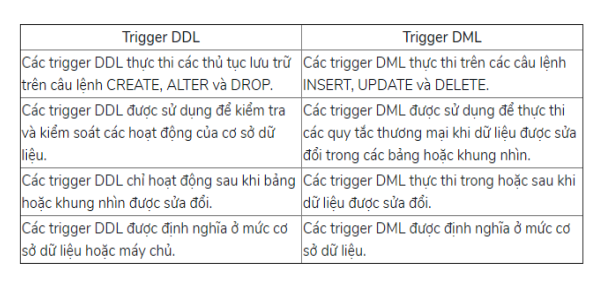 Trigger DDL
Trigger DML
Các trigger DDL thực thi các thủ tục lưu trữ
trên câu lệnh CREATE, ALTER và DROP.
Các trigger DML thực thi trên các câu lệnh
INSERT, UPDATE và DELETE.
Các trigger DDL được sử dụng để kiểm tra
và kiểm soát các hoạt động của cơ sở dữ
liệu.
Các trigger DML được sử dụng để thực thi
các quy tắc thương mại khi dữ liệu được sửa
đổi trong các bảng hoặc khung nhìn.
Các trigger DDL chỉ hoạt động sau khi bảng
hoặc khung nhìn được sửa đổi.
Các trigger DML thực thi trong hoặc sau khi
dữ liệu được sửa đổi.
Các trigger DDL được định nghĩa ở mức cơ
sở dữ liệu hoặc máy chủ.
Các trigger DML được định nghĩa ở mức cơ
sở dữ liệu.